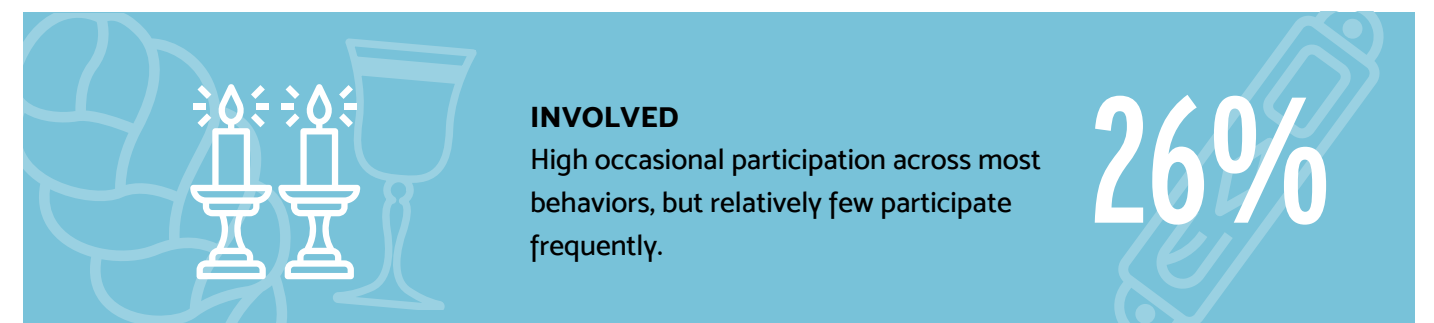 INVOLVED
High occasional participation across most
behaviors, but relatively few participate
frequently.
26%